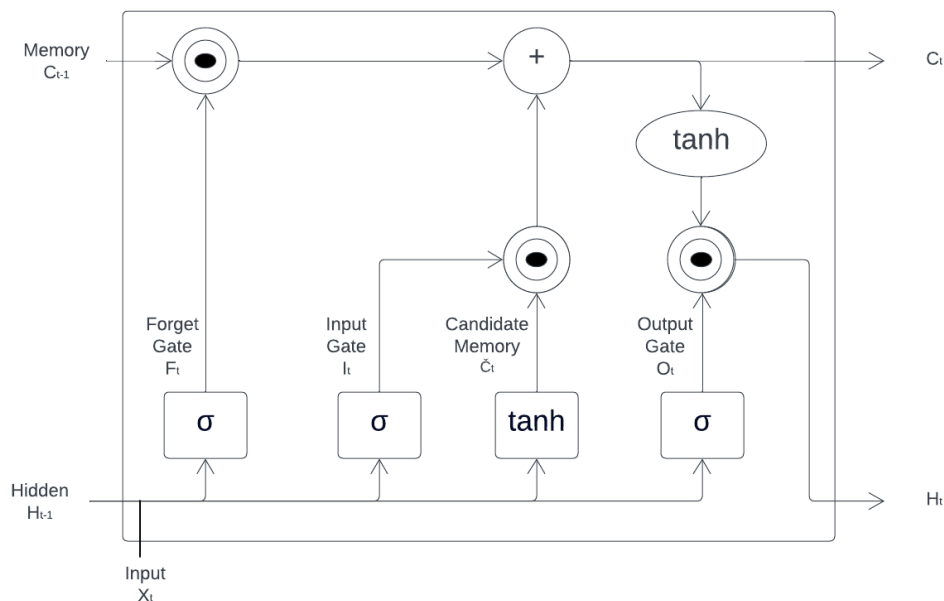 Memory
Ct-1
+
Ct
tanh
Forget
Gate
Ft
Input
Gate
It
Candidate
Memory
Čt
Output
Gate
Ot
σ
σ
tanh
σ
Hidden
Ht-1
Ht
Input
Xt